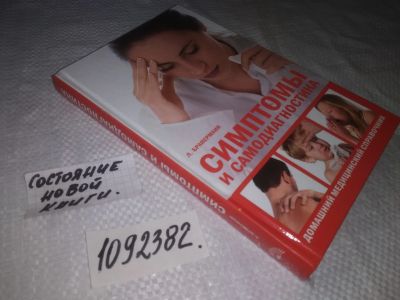 СИМПТОМЫ
И САМОДИАГНОСТИКА
ДОМАШНИЙ МЕДИЦИНСКИЙ СПРАВОЧНИК
СИМПТОМЫ И САМОДИАГНОСТИКА
СОСТОЯНИЕ
НОВОЙ
КНИГИ.
1092382.